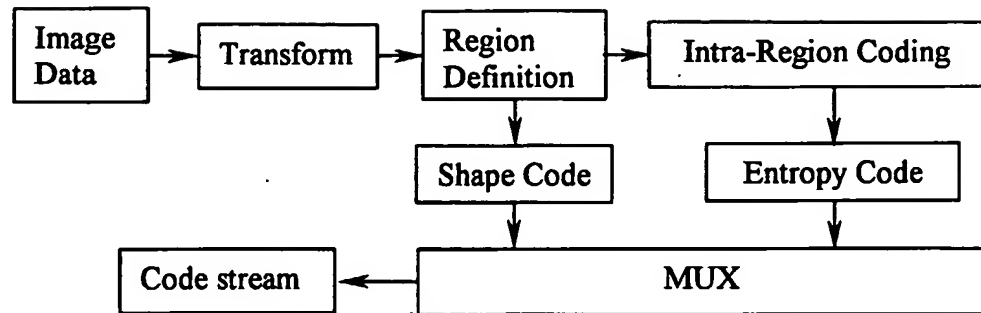 Image
Data
Transform
Region
Definition
Intra-Region Coding
Shape Code
Entropy Code
Code stream
MUX